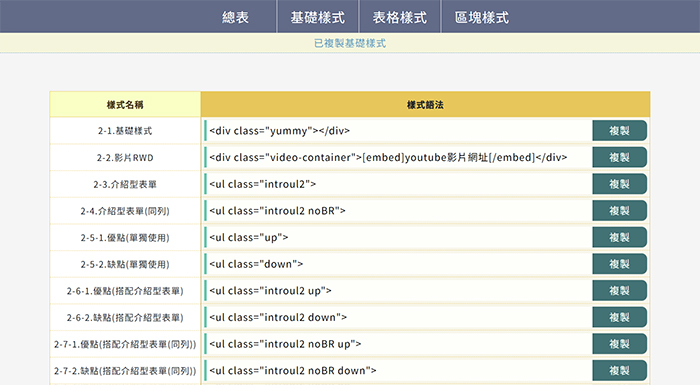 總表 基礎樣式 表格樣式 區塊樣式
已複製基礎樣式
樣式名稱 樣式語法
2-1.基礎樣式 <div class="yummy"></div> 複製
2-2.影片RWD <div class="video-container">[embed]youtube影片網址[/embed]</div> 複製
2-3.介紹型表單 <ul class="introul2"> 複製
2-4.介紹型表單(同列) <ul class="introul2 noBR"> 複製
2-5-1.優點(單獨使用) <ul class="up"> 複製
2-5-2.缺點(單獨使用) <ul class="down"> 複製
2-6-1.優點(搭配介紹型表單) <ul class="introul2 up"> 複製
2-6-2.缺點(搭配介紹型表單) <ul class="introul2 down"> 複製
2-7-1.優點(搭配介紹型表單(同列)) <ul class="introul2 noBR up"> 複製
2-7-2.缺點(搭配介紹型表單(同列)) <ul class="introul2 noBR down"> 複製